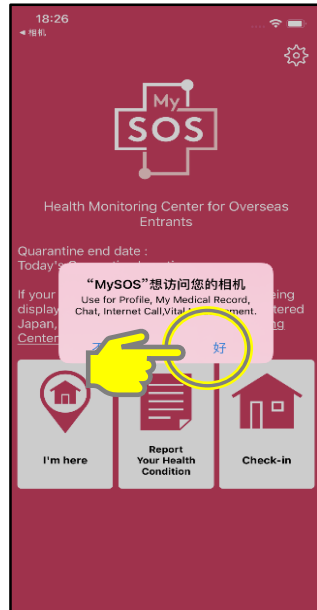 18:26
◀ 相机
My
SOS
Health Monitoring Center for Overseas
Entrants
Quarantine end date :
Today's
If your
eing
display
tered
Japan,
ng
Center
“MySOS”想访问您的相机
Use for Profile, My Medical Record,
Chat, Internet Call,Vital
ment.
好
I'm here
Report
Your Health
Condition
Check-in